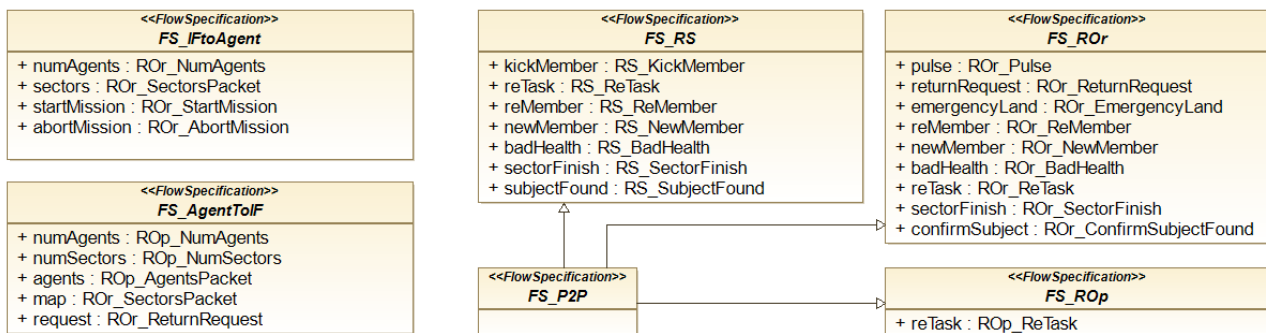 <<FlowSpecification>>
FS_IFtoAgent
+ numAgents : ROr_NumAgents
+ sectors : ROr_SectorsPacket
+ startMission : ROr_StartMission
+ abortMission : ROr_AbortMission
<<FlowSpecification>>
FS_AgentToIF
+ numAgents : ROp_NumAgents
+ numSectors : ROp_NumSectors
+ agents : ROp_AgentsPacket
+ map : ROr_SectorsPacket
+ request : ROr_ReturnRequest
<<FlowSpecification>>
FS_RS
+ kickMember : RS_KickMember
+ reTask : RS_ReTask
+ reMember : RS_ReMember
+ newMember : RS_NewMember
+ badHealth : RS_BadHealth
+ sectorFinish : RS_SectorFinish
+ subjectFound : RS_SubjectFound
<<FlowSpecification>>
FS_P2P
<<FlowSpecification>>
FS_ROr
+ pulse : ROr_Pulse
+ returnRequest : ROr_ReturnRequest
+ emergencyLand : ROr_EmergencyLand
+ reMember : ROr_ReMember
+ newMember : ROr_NewMember
+ badHealth : ROr_BadHealth
+ reTask : ROr_ReTask
+ sectorFinish : ROr_SectorFinish
+ confirmSubject : ROr_ConfirmSubjectFound
<<FlowSpecification>>
FS_ROp
+ reTask : ROp_ReTask